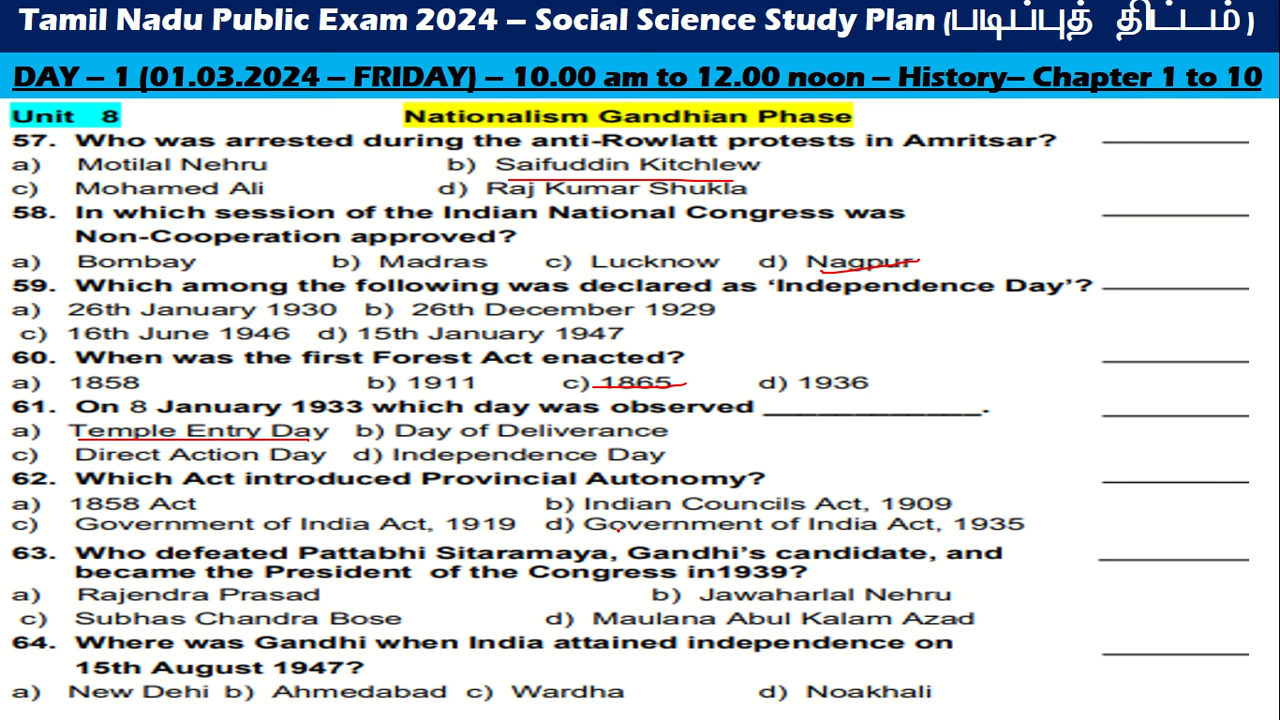 Tamil Nadu Public Exam 2024 – Social Science Study Plan (படிப்புத் திட்டம்)
DAY – 1 (01.03.2024 – FRIDAY) – 10.00 am to 12.00 noon – History– Chapter 1 to 10
Unit 8 Nationalism Gandhian Phase
57. Who was arrested during the anti-Rowlatt protests in Amritsar? ____________
a) Motilal Nehru b) Saifuddin Kitchlew
c) Mohamed Ali d) Raj Kumar Shukla
58. In which session of the Indian National Congress was ____________
Non-Cooperation approved?
a) Bombay b) Madras c) Lucknow d) Nagpur
59. Which among the following was declared as ‘Independence Day’? ____________
a) 26th January 1930 b) 26th December 1929
c) 16th June 1946 d) 15th January 1947
60. When was the first Forest Act enacted? ____________
a) 1858 b) 1911 c) 1865 d) 1936
61. On 8 January 1933 which day was observed ____________. ____________
a) Temple Entry Day b) Day of Deliverance
c) Direct Action Day d) Independence Day
62. Which Act introduced Provincial Autonomy? ____________
a) 1858 Act b) Indian Councils Act, 1909
c) Government of India Act, 1919 d) Government of India Act, 1935
63. Who defeated Pattabhi Sitaramaya, Gandhi’s candidate, and ____________
became the President of the Congress in1939?
a) Rajendra Prasad b) Jawaharlal Nehru
c) Subhas Chandra Bose d) Maulana Abul Kalam Azad
64. Where was Gandhi when India attained independence on ____________
15th August 1947?
a) New Dehi b) Ahmedabad c) Wardha d) Noakhali